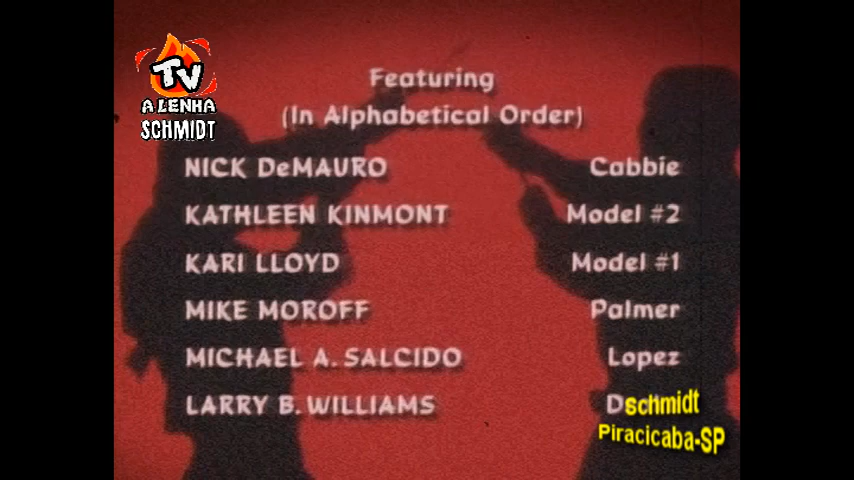 TV
A LENHA
SCHMIDT
Featuring
(In Alphabetical Order)
NICK DeMAURO Cabbie
KATHLEEN KINMONT Model #2
KARI LLOYD Model #1
MIKE MOROFF Palmer
MICHAEL A. SALCIDO Lopez
LARRY B. WILLIAMS
schmidt
Piracicaba-SP